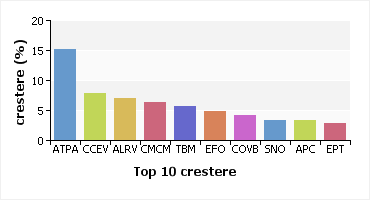 crestere (%)
20
15
10
5
0
ATPA CCEV ALRV CMCM TBM EFO COVB SNO APC EPT
Top 10 crestere